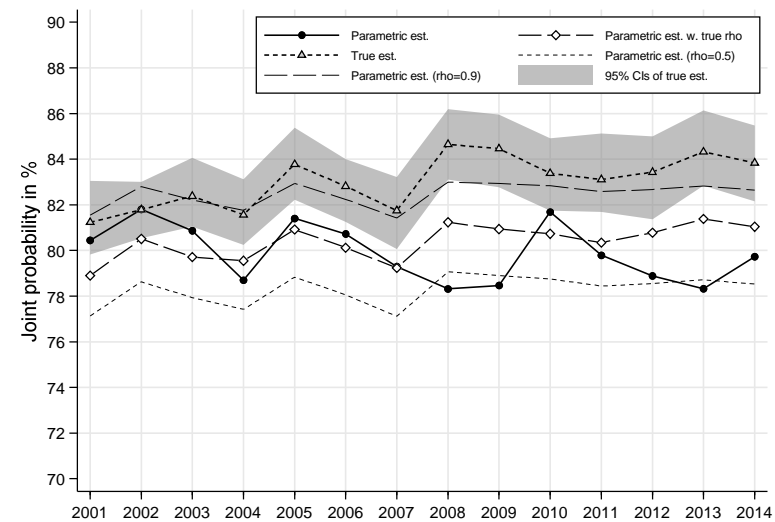 Joint probability in %
90
88
86
84
82
80
78
76
74
72
70
Parametric est.
True est.
Parametric est. (rho=0.9)
Parametric est. w. true rho
Parametric est. (rho=0.5)
95% CIs of true est.
2001 2002 2003 2004 2005 2006 2007 2008 2009 2010 2011 2012 2013 2014